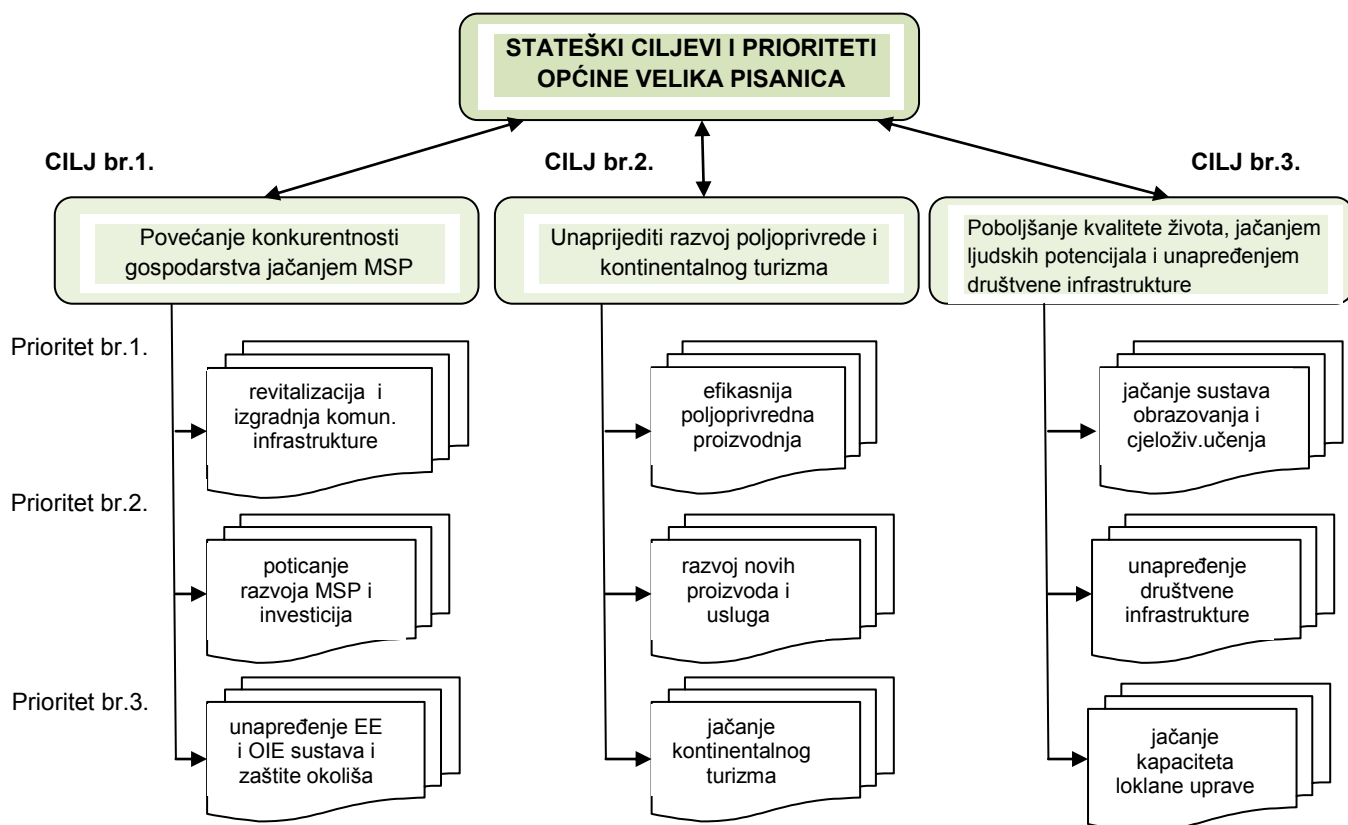 STATEŠKI CILJEVI I PRIORITETI
OPĆINE VELIKA PISANICA
CILJ br.1.
CILJ br.2.
CILJ br.3.
Povećanje konkurentnosti
gospodarstva jačanjem MSP
Unaprijediti razvoj poljoprivrede i
kontinentalnog turizma
Poboljšanje kvalitete života, jačanjem
ljudskih potencijala i unapređenjem
društvene infrastrukture
Prioritet br.1.
revitalizacija i
izgradnja komun.
infrastrukture
efikasnija
poljoprivredna
proizvodnja
jačanje sustava
obrazovanja i
cjeloživ.učenja
Prioritet br.2.
poticanje
razvoja MSP i
investicija
razvoj novih
proizvoda i
usluga
unapređenje
društvene
infrastrukture
Prioritet br.3.
unapređenje EE
i OIE sustava i
zaštite okoliša
jačanje
kontinentalnog
turizma
jačanje
kapaciteta
loklane uprave